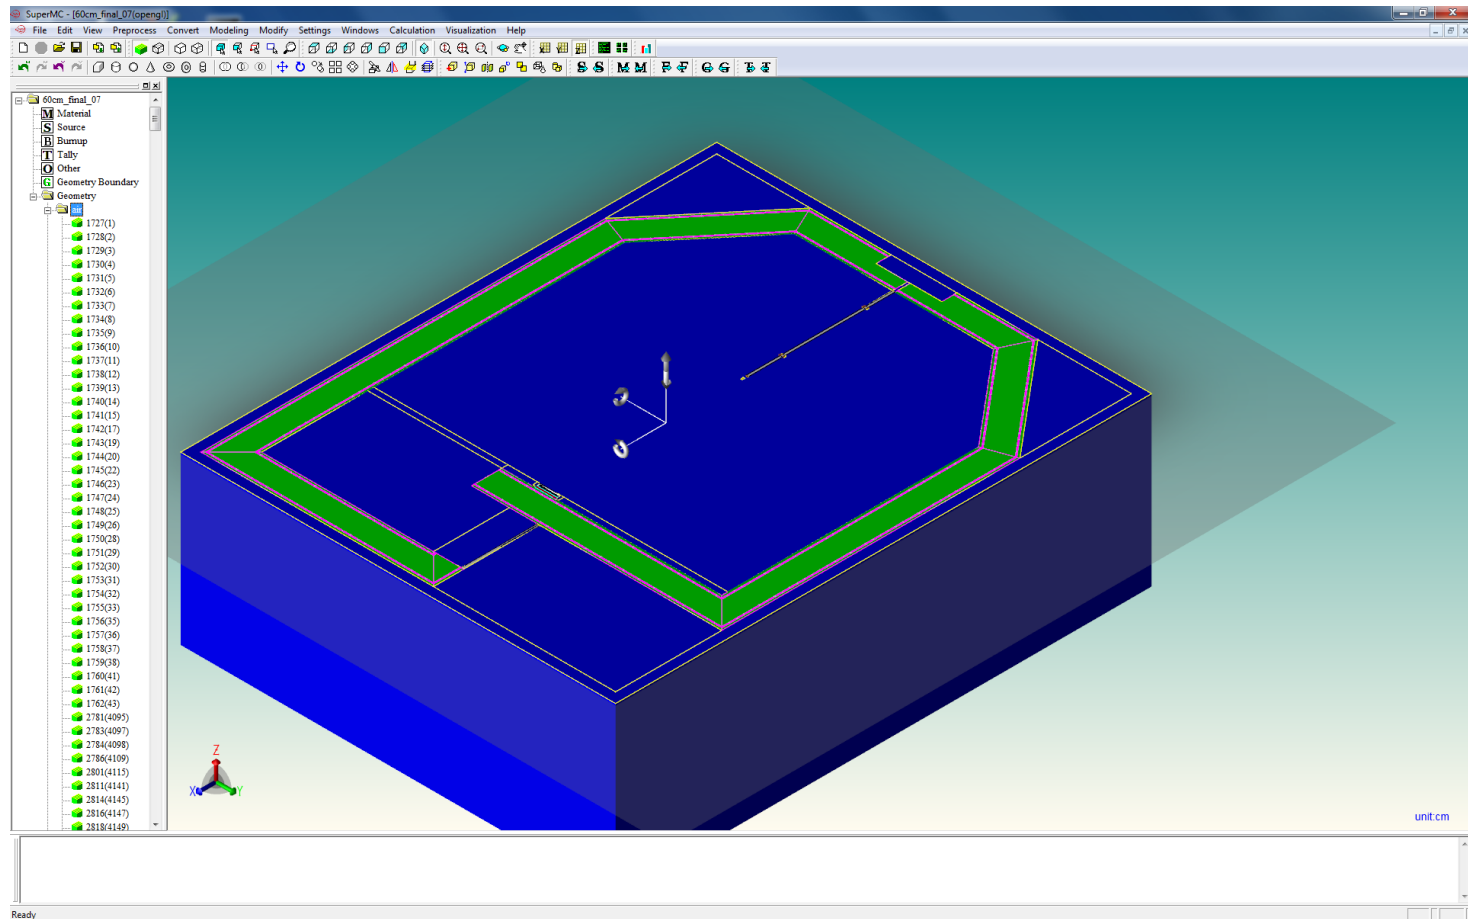 SuperMC - [60cm_final_07(opengl)]
File Edit View Preprocess Convert Modeling Modify Settings Windows Calculation Visualization Help
60cm_final_07
M Material
S Source
B Burnup
T Tally
O Other
G Geometry Boundary
Geometry
air
1727(1)
1728(2)
1729(3)
1730(4)
1731(5)
1732(6)
1733(7)
1734(8)
1735(9)
1736(10)
1737(11)
1738(12)
1739(13)
1740(14)
1741(15)
1742(17)
1743(19)
1744(20)
1745(22)
1746(23)
1747(24)
1748(25)
1749(26)
1750(28)
1751(29)
1752(30)
1753(31)
1754(32)
1755(33)
1756(35)
1757(36)
1758(37)
1759(38)
1760(41)
1761(42)
1762(43)
2781(4095)
2783(4097)
2784(4098)
2786(4109)
2801(4115)
2811(4141)
2814(4145)
2816(4147)
2818(4149)
Z
X
Y
unit:cm
Ready